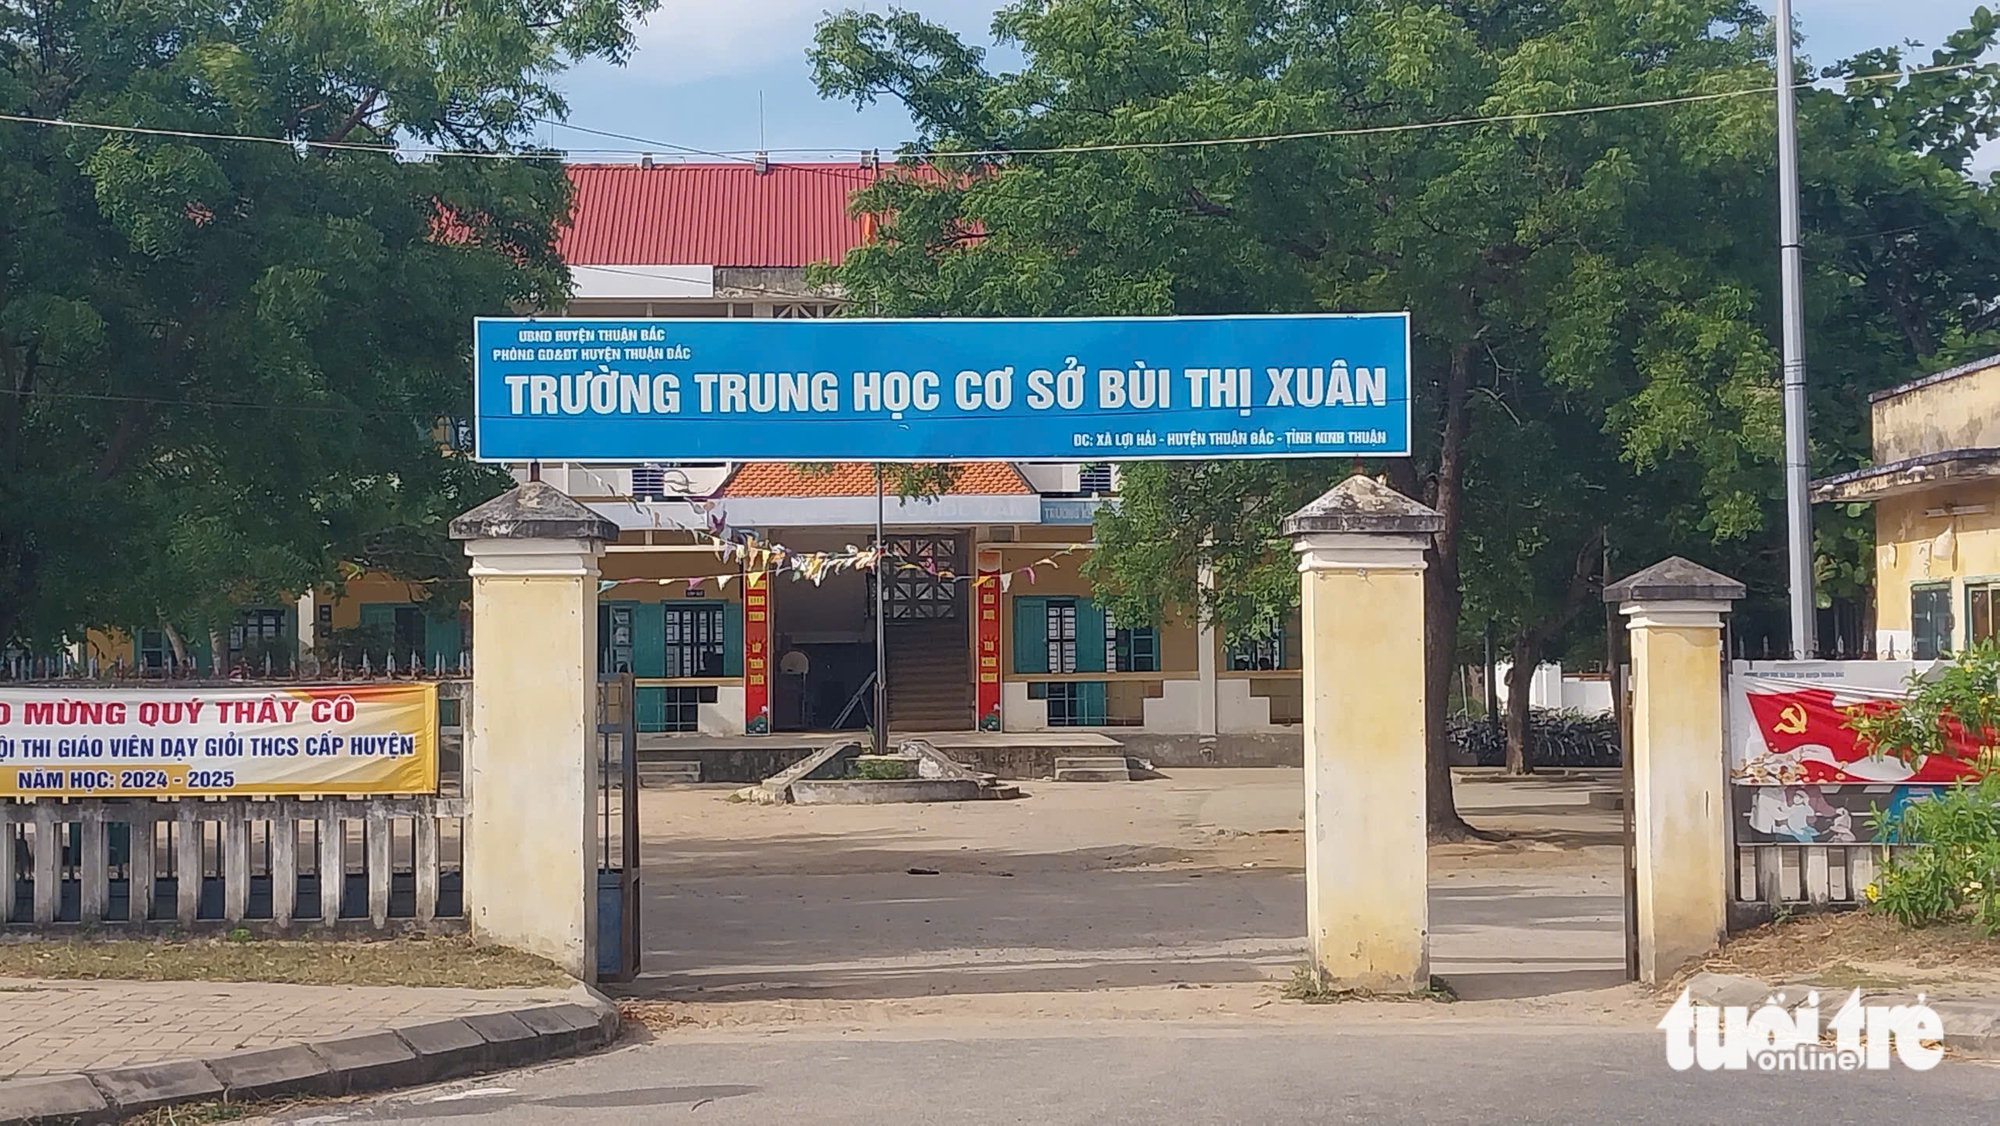 UBND HUYỆN THUẬN BẮC
PHÒNG GD&ĐT HUYỆN THUẬN BẮC
TRƯỜNG TRUNG HỌC CƠ SỞ BÙI THỊ XUÂN
ĐC: XÃ LỢI HẢI - HUYỆN THUẬN BẮC - TỈNH NINH THUẬN
MỪNG QUÝ THẦY CÔ
THI GIÁO VIÊN DẠY GIỎI THCS CẤP HUYỆN
NĂM HỌC: 2024 - 2025
tuổi trẻ
online